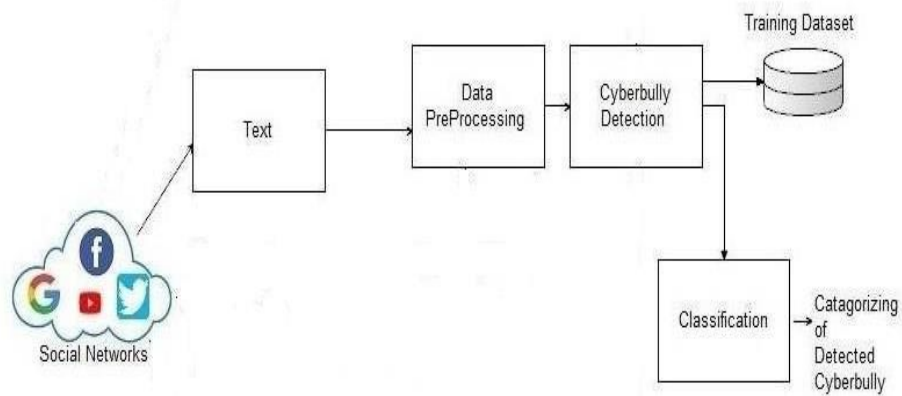 Training Dataset
Text
Data
PreProcessing
Cyberbully
Detection
Social Networks
Classification
Catagorizing
of
Detected
Cyberbully